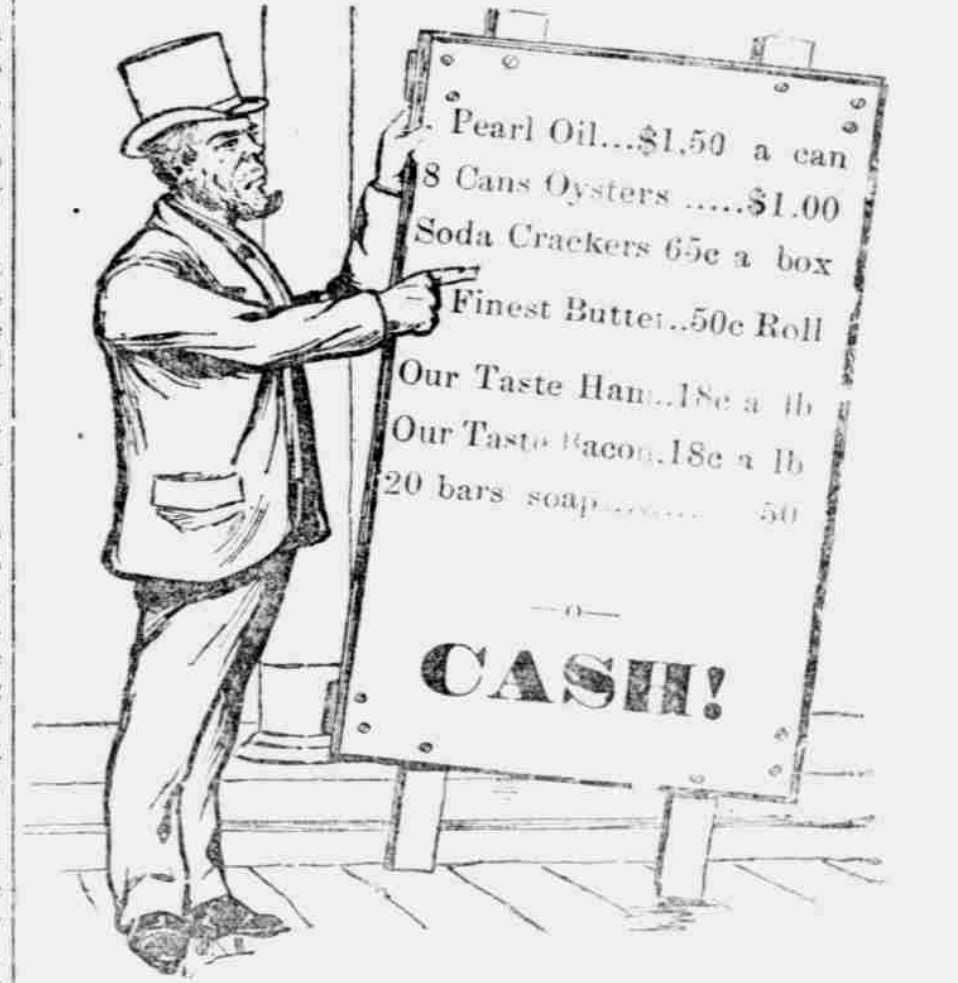 Pearl Oil...$1.50 a can
8 Cans Oysters .....$1.00
Soda Crackers 65c a box
Finest Butter..50c Roll
Our Taste Ham..18c a lb
Our Taste Bacon.18c a lb
20 bars soap......... 50
—o—
CASH!